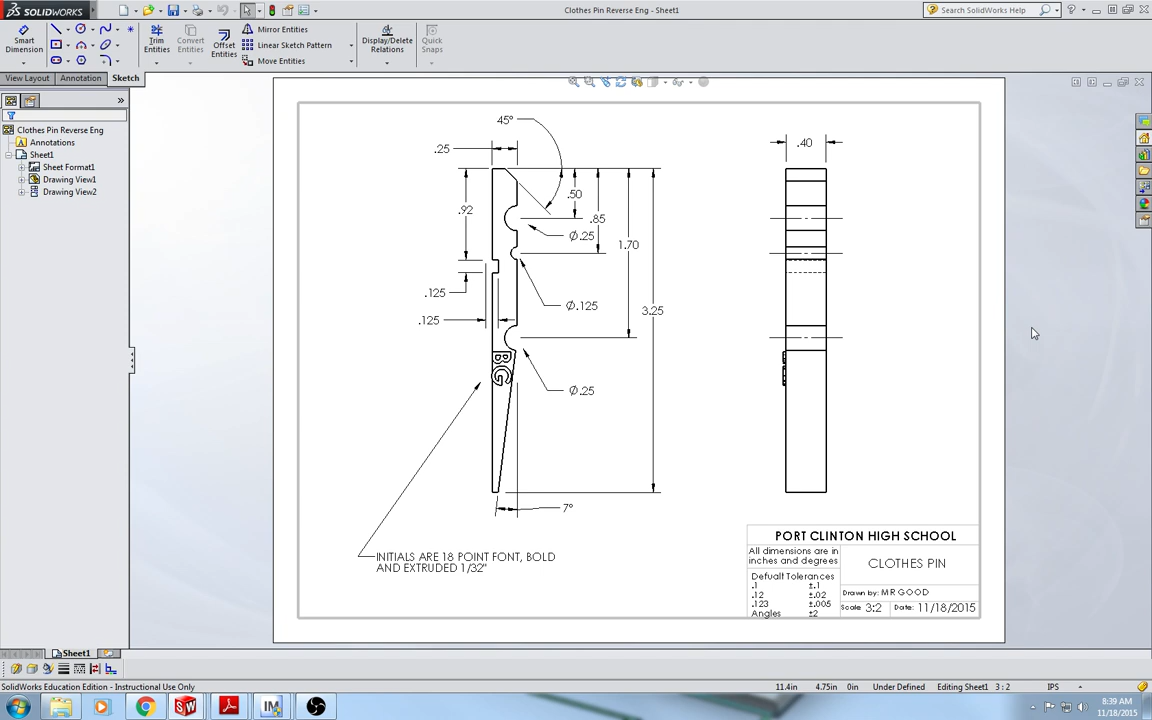 SOLIDWORKS
Clothes Pin Reverse Eng - Sheet1
Search SolidWorks Help
Smart
Dimension
Trim
Entities
Convert
Entities
Offset
Entities
Mirror Entities
Linear Sketch Pattern
Move Entities
Display/Delete
Relations
Quick
Snaps
View Layout
Annotation
Sketch
Clothes Pin Reverse Eng
Annotations
Sheet1
Sheet Format1
Drawing View1
Drawing View2
45°
.25
.40
.92
.50
.85
Ø.25
1.70
.125
Ø.125
3.25
.125
BG
Ø.25
7°
INITIALS ARE 18 POINT FONT, BOLD
AND EXTRUDED 1/32"
PORT CLINTON HIGH SCHOOL
All dimensions are in
inches and degrees
CLOTHES PIN
Defualt Tolerances
.1 ±.1
.12 ±.02
.123 ±.005
Angles ±2
Drawn by: MR GOOD
Scale 3:2 Date: 11/18/2015
Sheet1
SolidWorks Education Edition - Instructional Use Only
11.4in 4.75in 0in Under Defined Editing Sheet1 3 : 2 IPS
SW
IM
8:39 AM
11/18/2015